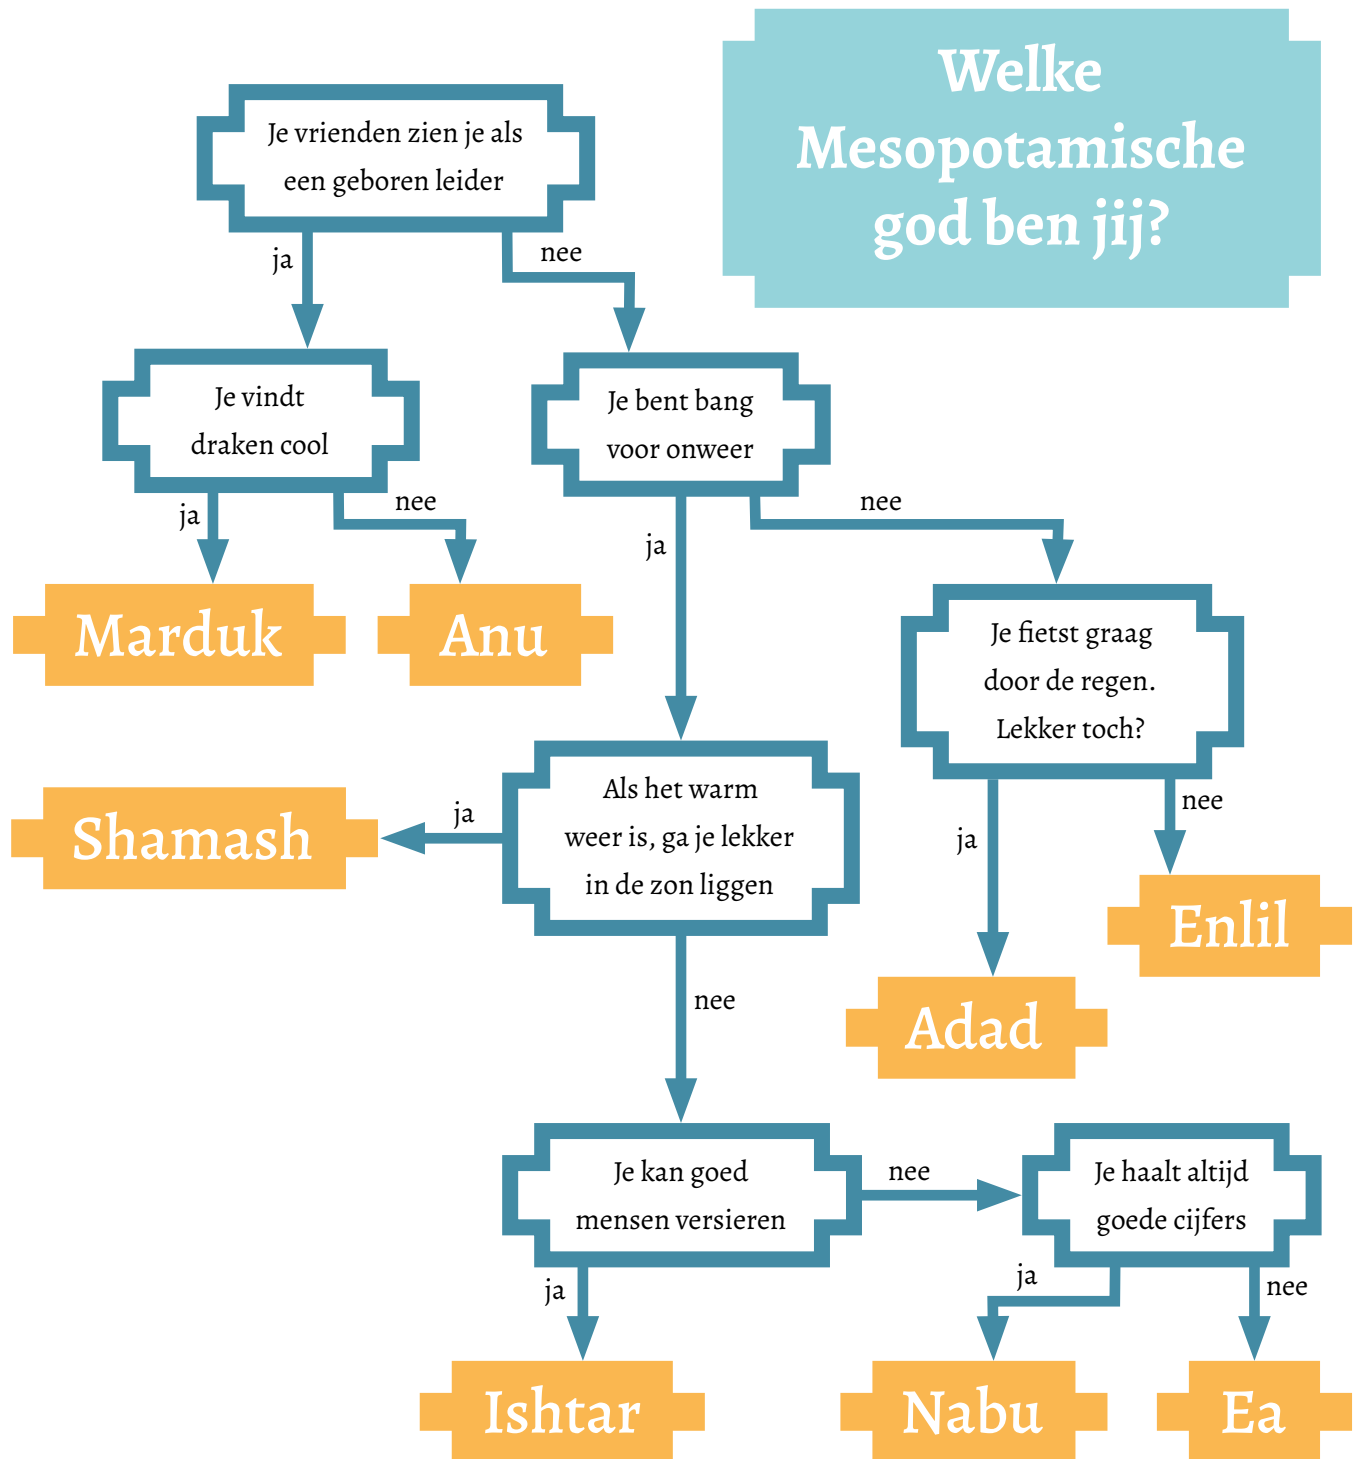 Welke
Mesopotamische
god ben jij?
Je vrienden zien je als
een geboren leider
ja
nee
Je vindt
draken cool
Je bent bang
voor onweer
ja
nee
ja
nee
Marduk
Anu
Je fietst graag
door de regen.
Lekker toch?
Als het warm
weer is, ga je lekker
in de zon liggen
ja
Shamash
ja
nee
Enlil
Adad
nee
Je kan goed
mensen versieren
nee
Je haalt altijd
goede cijfers
ja
ja
nee
Ishtar
Nabu
Ea